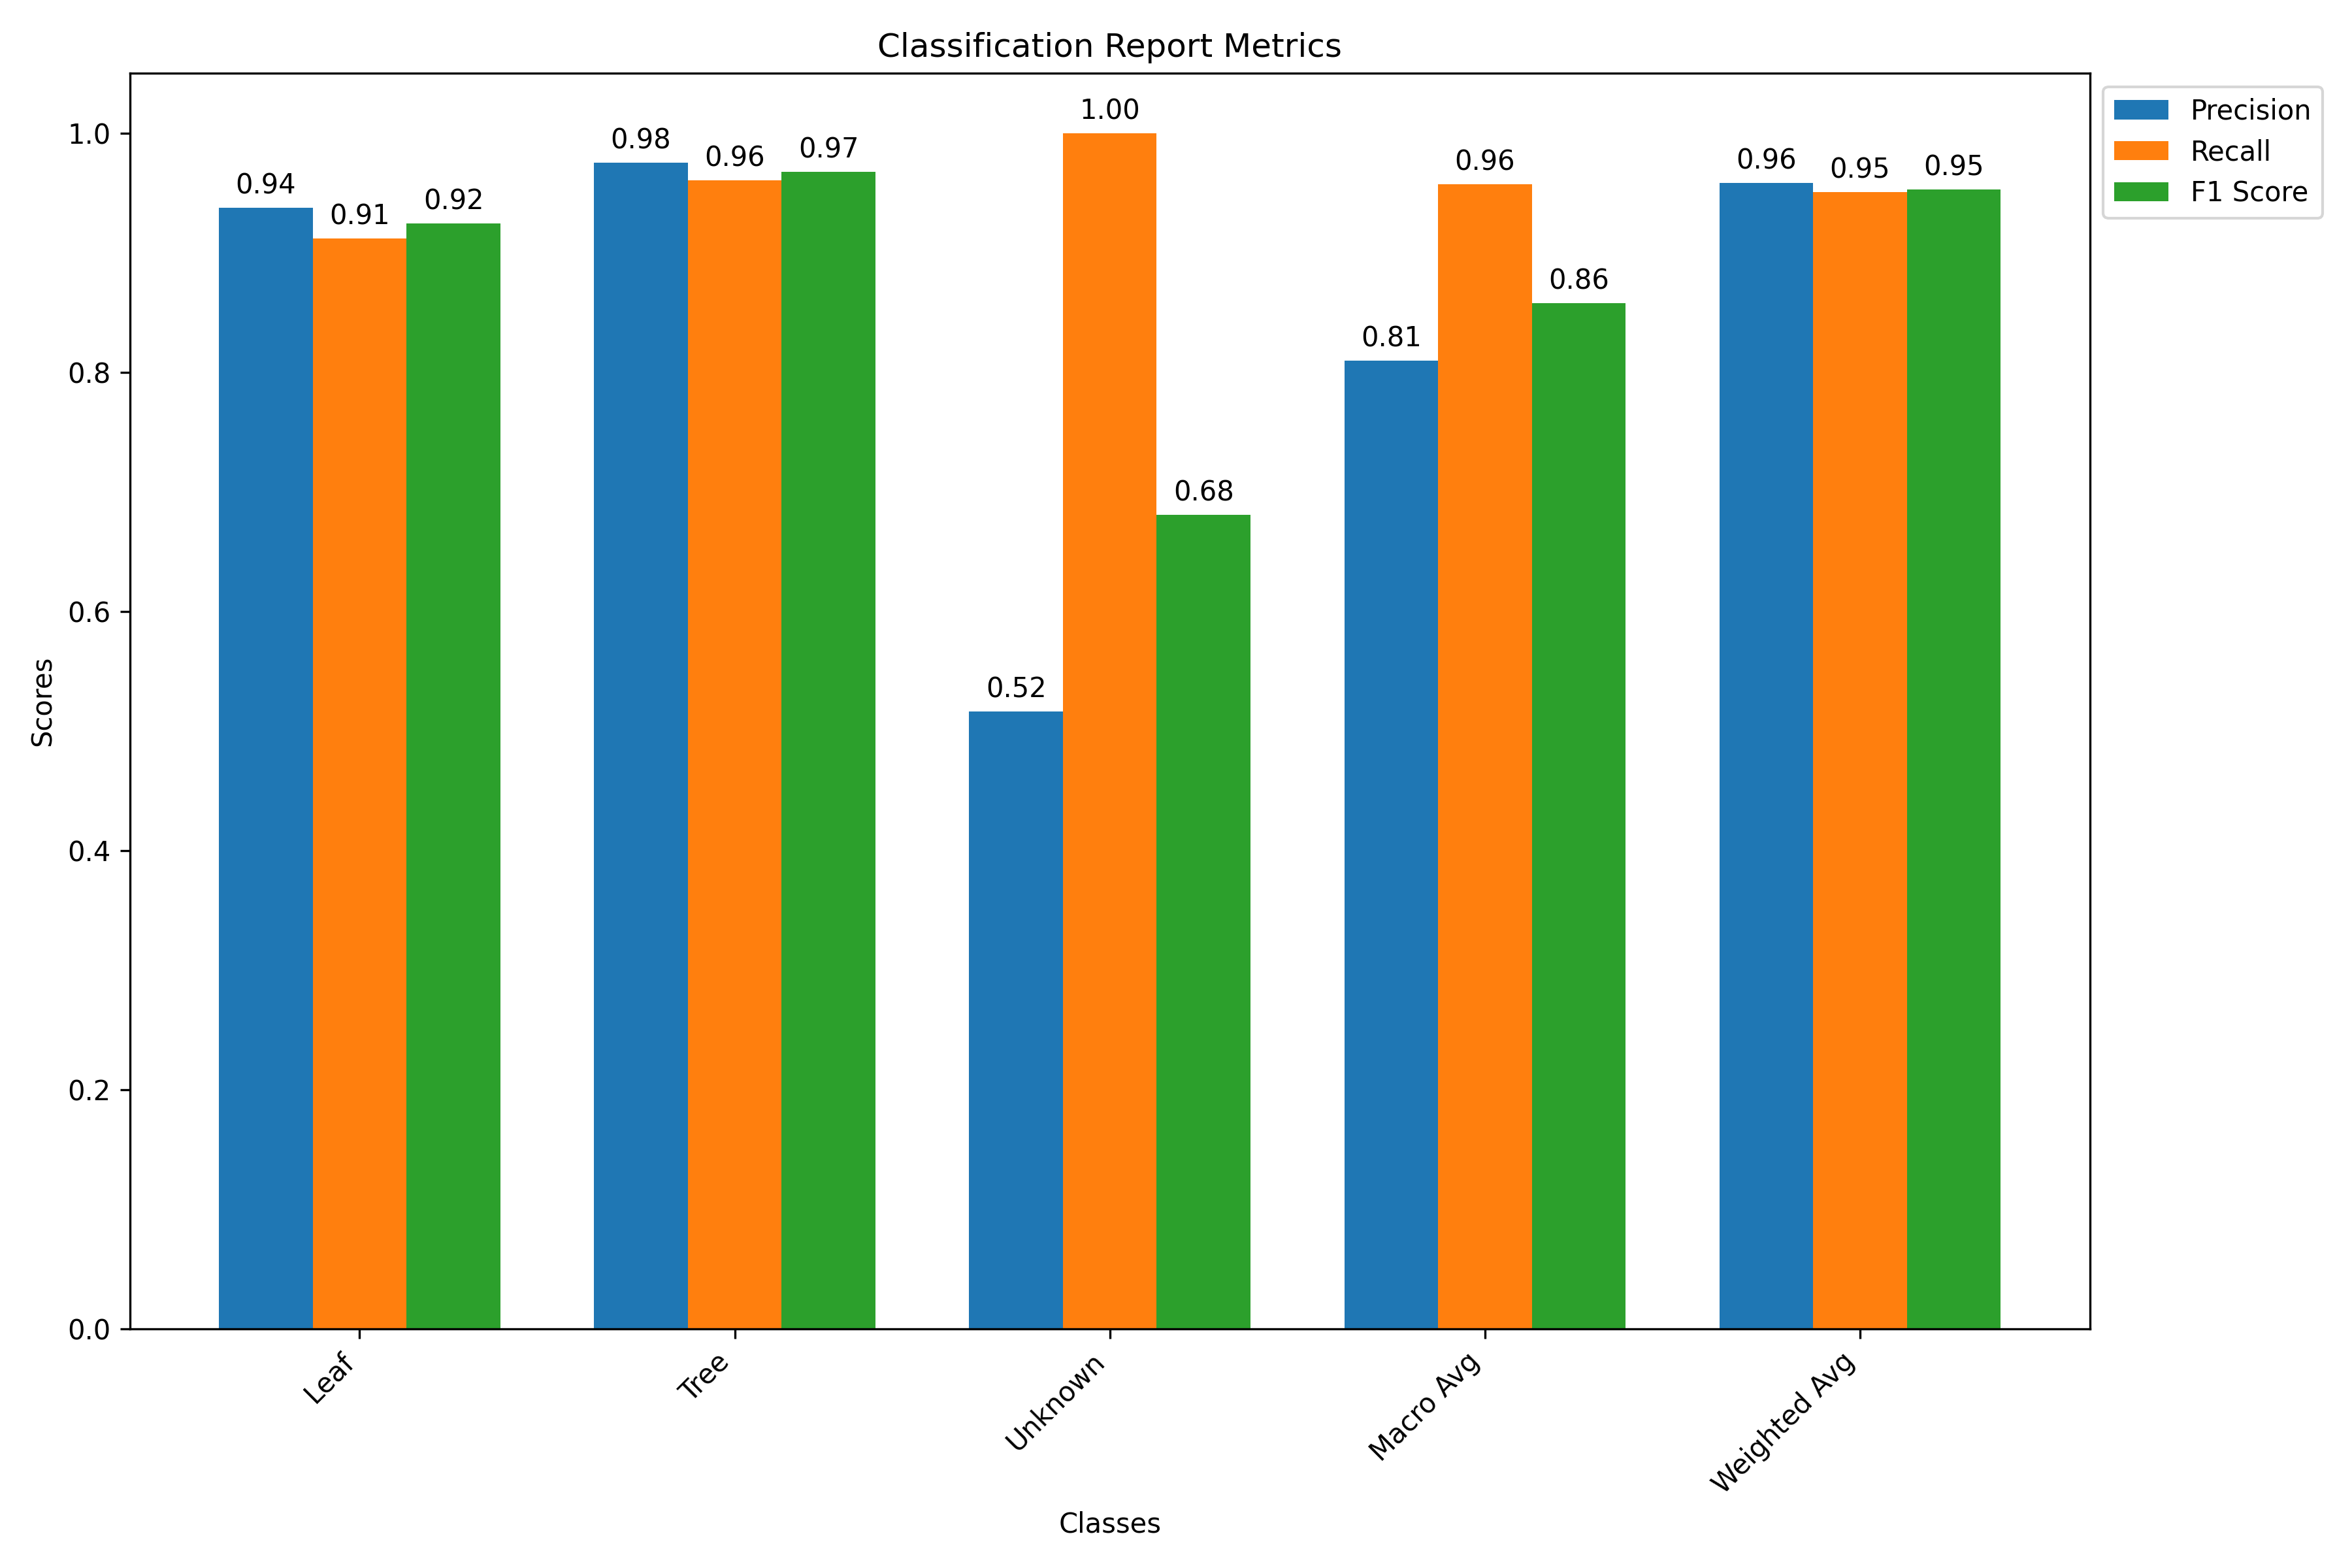 Classification Report Metrics
Precision
Recall
F1 Score
Scores
1.0
0.8
0.6
0.4
0.2
0.0
0.94
0.91
0.92
0.98
0.96
0.97
0.52
1.00
0.68
0.81
0.96
0.86
0.96
0.95
0.95
Leaf
Tree
Unknown
Macro Avg
Weighted Avg
Classes